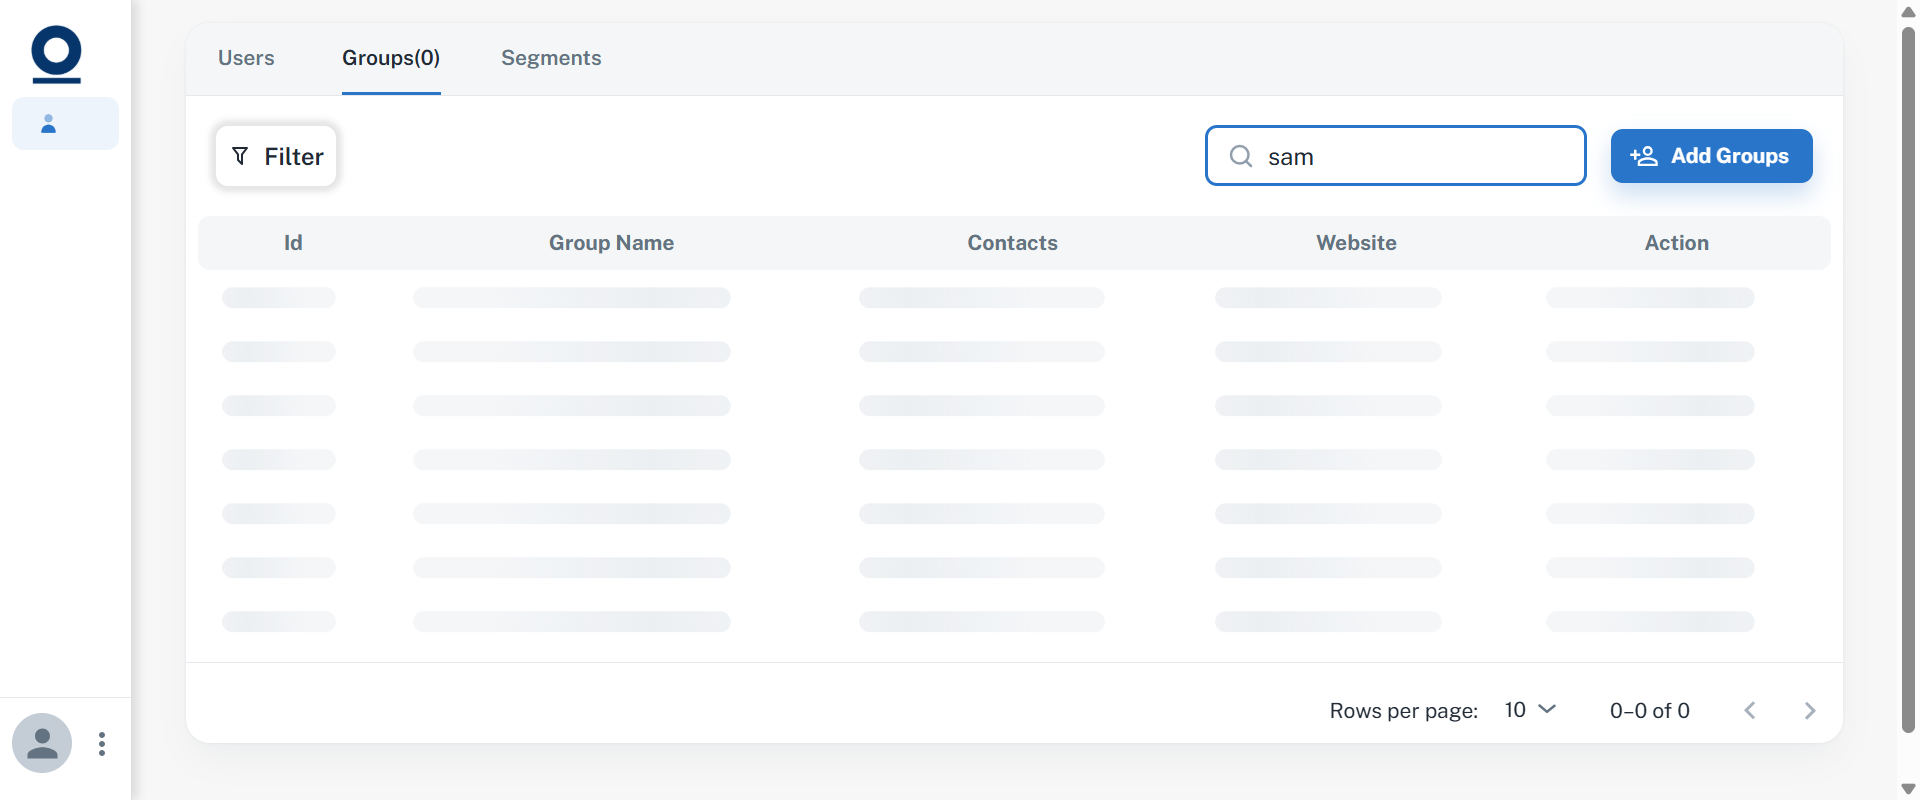 Users Groups(0) Segments
Filter sam Add Groups
Id Group Name Contacts Website Action
Rows per page: 10 0–0 of 0